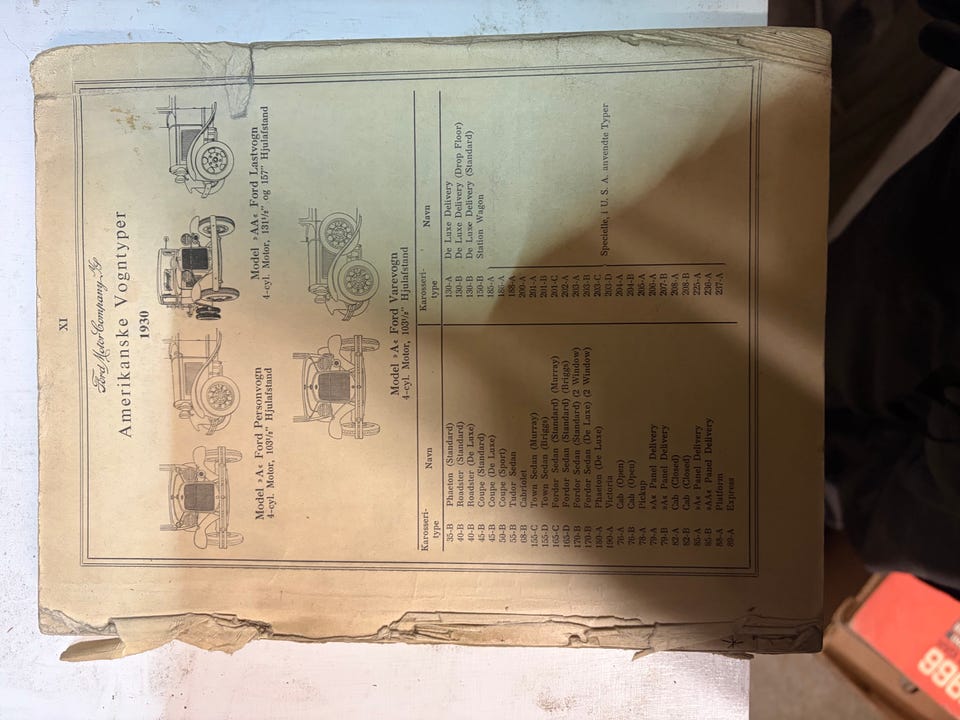 XI
Ford Motor Company A/S
Amerikanske Vogntyper
1930
Model »A« Ford Personvogn
4-cyl. Motor, 103½" Hjulafstand
Model »AA« Ford Lastvogn
4-cyl. Motor, 131½" og 157" Hjulafstand
Model »A« Ford Varevogn
4-cyl. Motor, 103½" Hjulafstand
Karosseri-type Navn
35-B Phaeton (Standard)
40-B Roadster (Standard)
40-B Roadster (De Luxe)
45-B Coupe (Standard)
45-B Coupe (De Luxe)
50-B Coupe (Sport)
55-B Tudor Sedan
68-B Cabriolet
155-C Town Sedan (Murray)
155-D Town Sedan (Briggs)
165-C Fordor Sedan (Standard) (Murray)
165-D Fordor Sedan (Standard) (Briggs)
170-B Fordor Sedan (Standard) (2 Window)
170-B Fordor Sedan (De Luxe) (2 Window)
180-A Phaeton (De Luxe)
190-A Victoria
76-A Cab (Open)
76-B Cab (Open)
78-A Pickup
79-A »A« Panel Delivery
79-B »A« Panel Delivery
82-A Cab (Closed)
82-B Cab (Closed)
85-A »A« Panel Delivery
85-B »AA« Panel Delivery
88-A Platform
89-A Express
Karosseri-type Navn
130-A De Luxe Delivery
130-B De Luxe Delivery (Drop Floor)
130-B De Luxe Delivery (Standard)
150-B Station Wagon
185-A
186-A
188-A
200-A
201-A
201-B
201-C
202-A
203-A
203-B
203-C
203-D
Specielle, i U. S. A. anvendte Typer
204-A
204-B
205-A
206-A
207-B
208-A
208-B
225-A
236-A
237-A